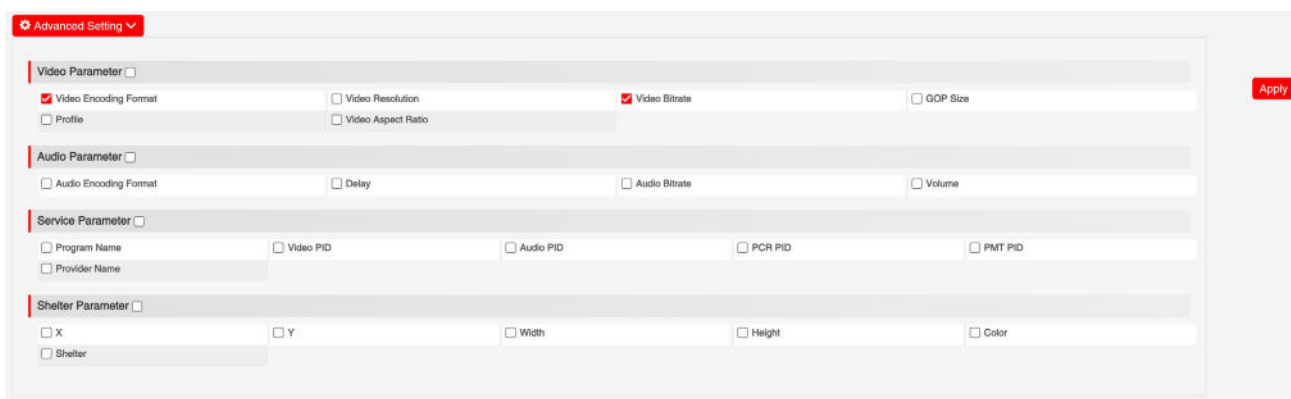 Advanced Setting
Video Parameter
Apply
Video Encoding Format Video Resolution Video Bitrate GOP Size
Profile Video Aspect Ratio
Audio Parameter
Audio Encoding Format Delay Audio Bitrate Volume
Service Parameter
Program Name Video PID Audio PID PCR PID PMT PID
Provider Name
Shelter Parameter
X Y Width Height Color
Shelter